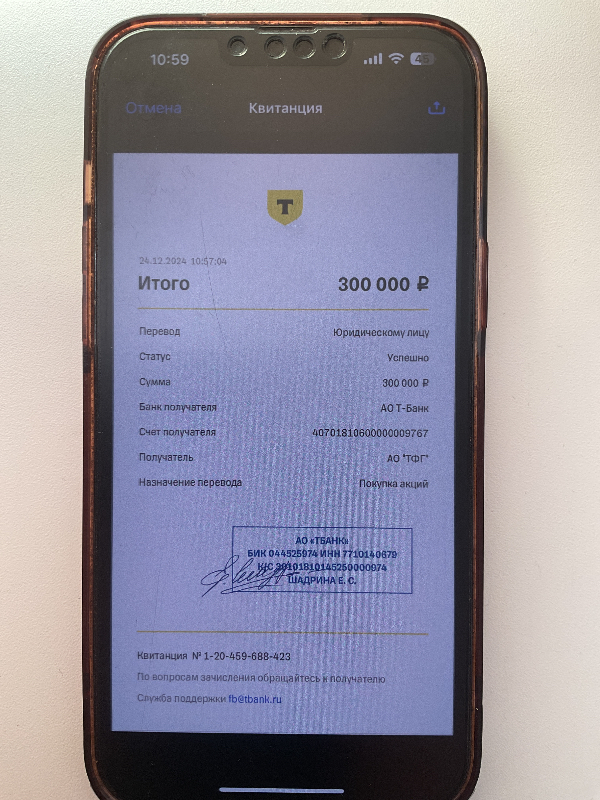 10:59
45
Отмена
Квитанция
Т
24.12.2024 10:57:04
Итого 300 000 ₽
Перевод Юридическому лицу
Статус Успешно
Сумма 300 000 ₽
Банк получателя АО Т-Банк
Счет получателя 40701810600000009767
Получатель АО "ТФГ"
Назначение перевода Покупка акций
АО «ТБАНК»
БИК 044525974 ИНН 7710140679
К/С 30101810145250000974
ШАДРИНА Е. С.
Квитанция № 1-20-459-688-423
По вопросам зачисления обращайтесь к получателю
Служба поддержки fb@tbank.ru